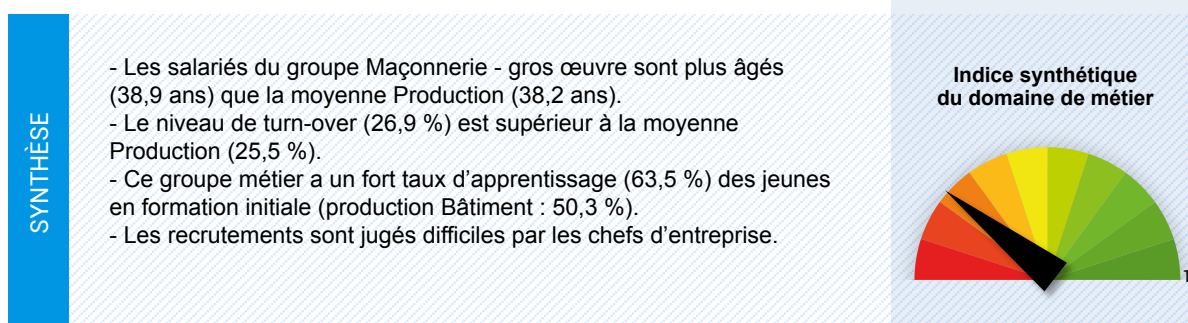 SYNTHÈSE
- Les salariés du groupe Maçonnerie - gros œuvre sont plus âgés
(38,9 ans) que la moyenne Production (38,2 ans).
- Le niveau de turn-over (26,9 %) est supérieur à la moyenne
Production (25,5 %).
- Ce groupe métier a un fort taux d’apprentissage (63,5 %) des jeunes
en formation initiale (production Bâtiment : 50,3 %).
- Les recrutements sont jugés difficiles par les chefs d’entreprise.
Indice synthétique
du domaine de métier